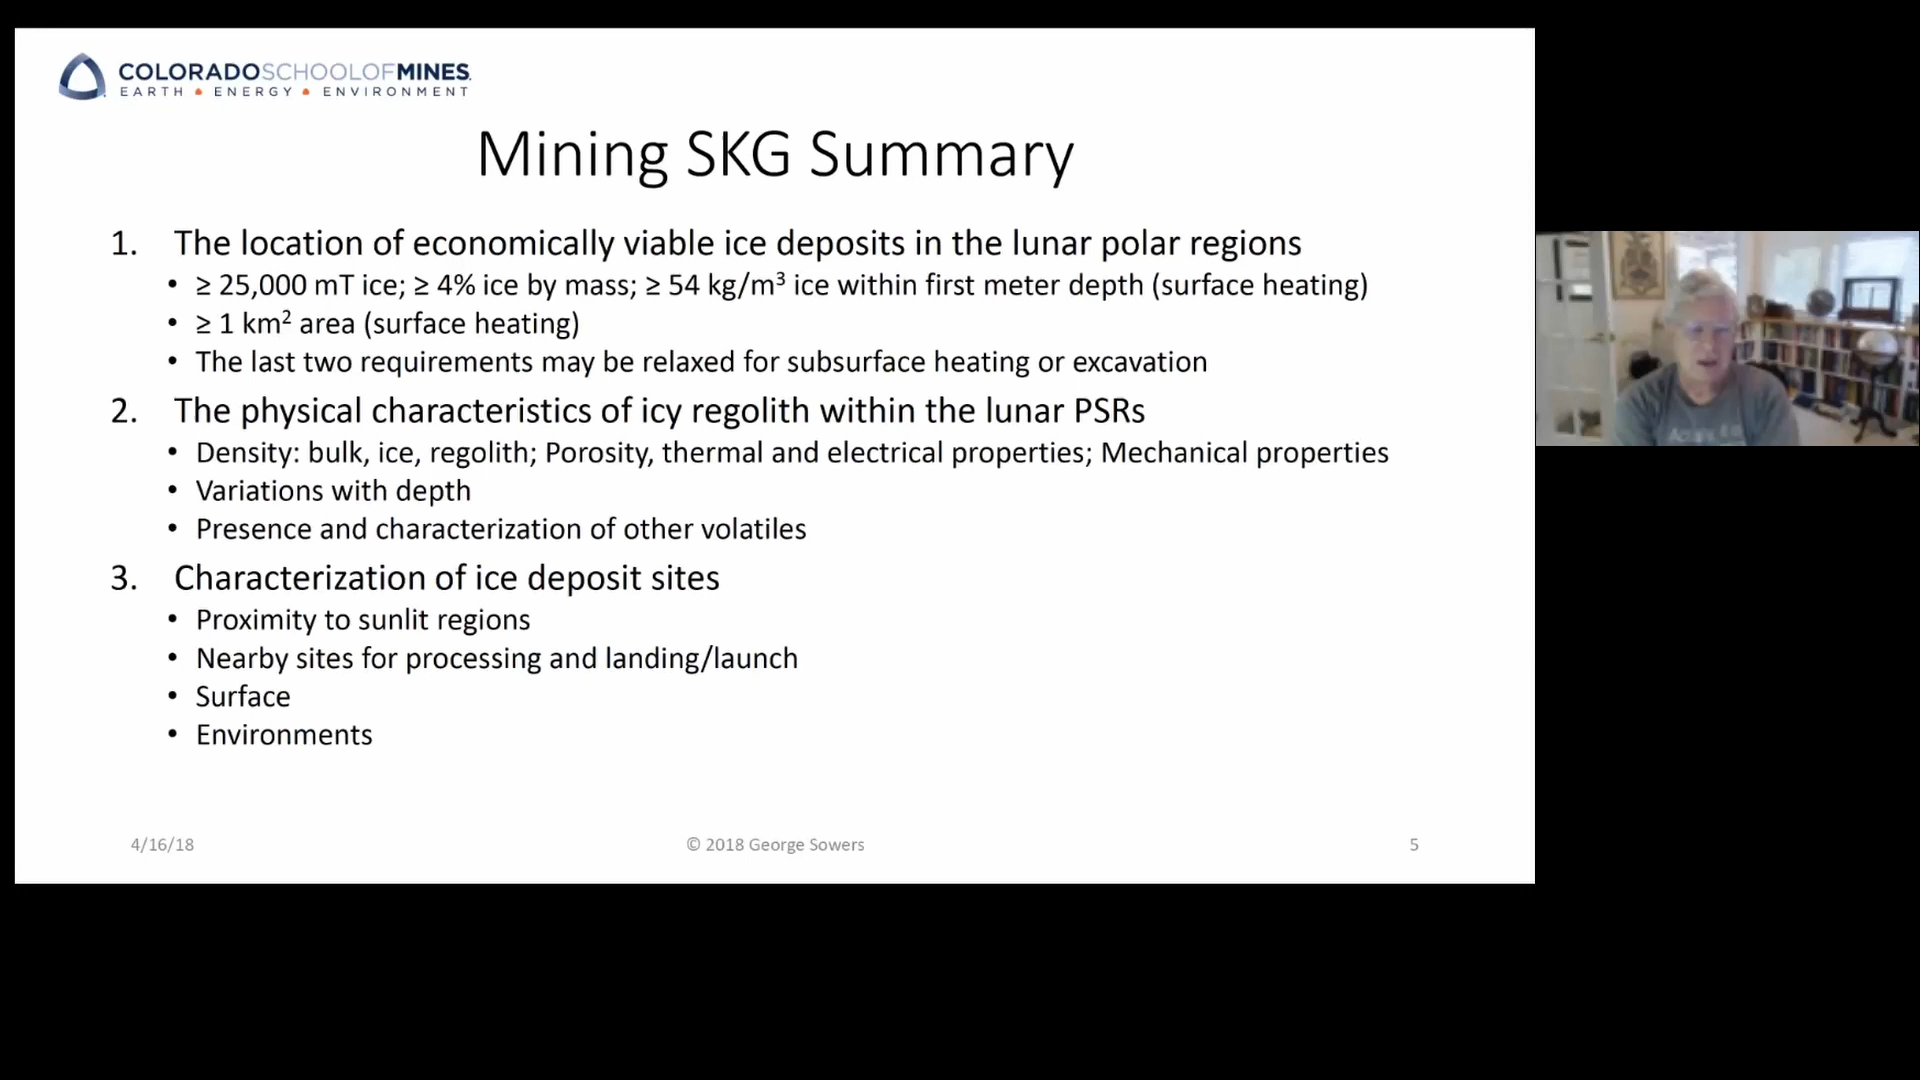 COLORADOSCHOOLOFMINES
EARTH • ENERGY • ENVIRONMENT
Mining SKG Summary
1. The location of economically viable ice deposits in the lunar polar regions
• ≥ 25,000 mT ice; ≥ 4% ice by mass; ≥ 54 kg/m³ ice within first meter depth (surface heating)
• ≥ 1 km² area (surface heating)
• The last two requirements may be relaxed for subsurface heating or excavation
2. The physical characteristics of icy regolith within the lunar PSRs
• Density: bulk, ice, regolith; Porosity, thermal and electrical properties; Mechanical properties
• Variations with depth
• Presence and characterization of other volatiles
3. Characterization of ice deposit sites
• Proximity to sunlit regions
• Nearby sites for processing and landing/launch
• Surface
• Environments
4/16/18 © 2018 George Sowers 5